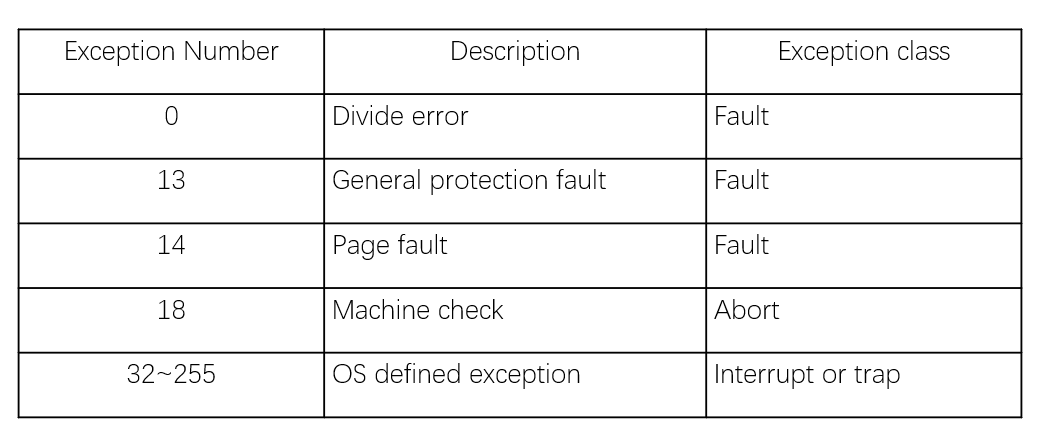 Exception Number Description Exception class
0 Divide error Fault
13 General protection fault Fault
14 Page fault Fault
18 Machine check Abort
32~255 OS defined exception Interrupt or trap